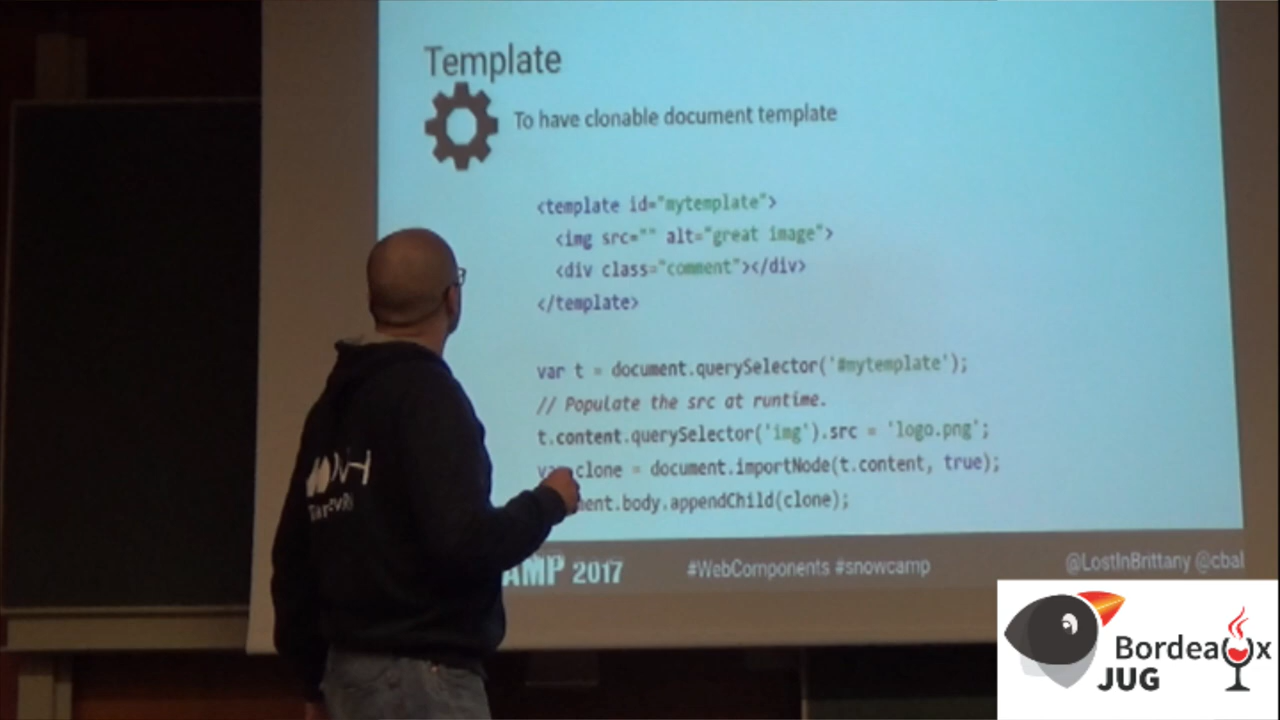 Template
To have clonable document template
<template id="mytemplate">
<img src="" alt="great image">
<div class="comment"></div>
</template>
var t = document.querySelector('#mytemplate');
// Populate the src at runtime.
t.content.querySelector('img').src = 'logo.png';
clone = document.importNode(t.content, true);
ment.body.appendChild(clone);
AMP 2017
#WebComponents #snowcamp
@LostInBrittany @cbal
Bordeaux
JUG